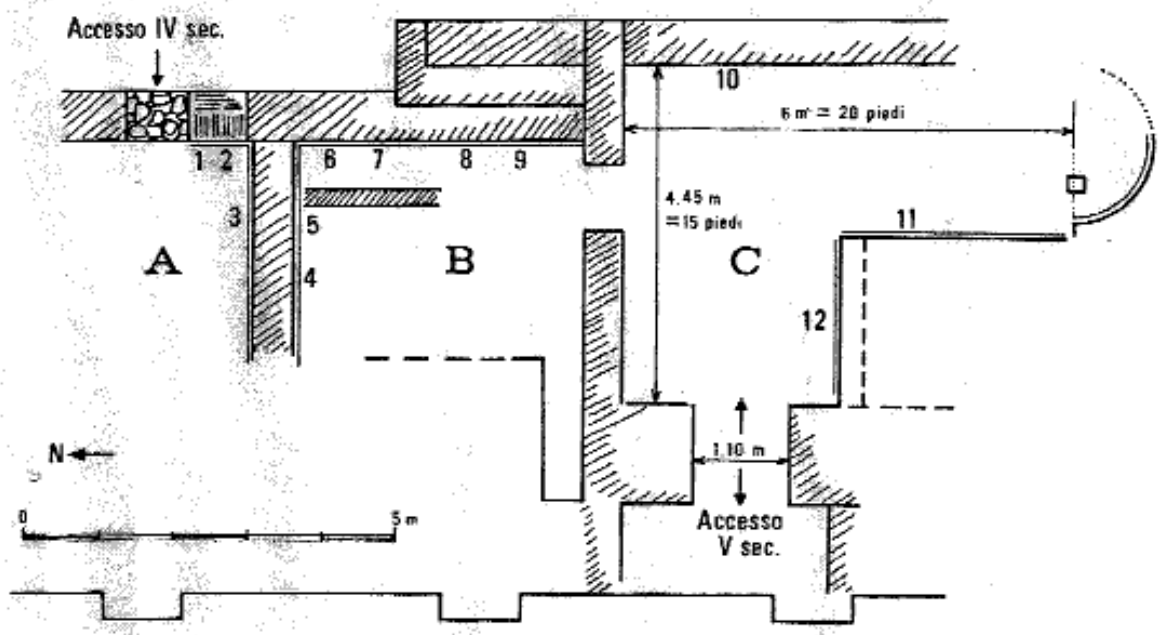 Accesso IV sec.
10
6 m = 20 piedi
1 2
6 7 8 9
4.45 m
= 15 piedi
3
5
11
A
B
C
4
12
N
1.10 m
0
5 m
Accesso
V sec.